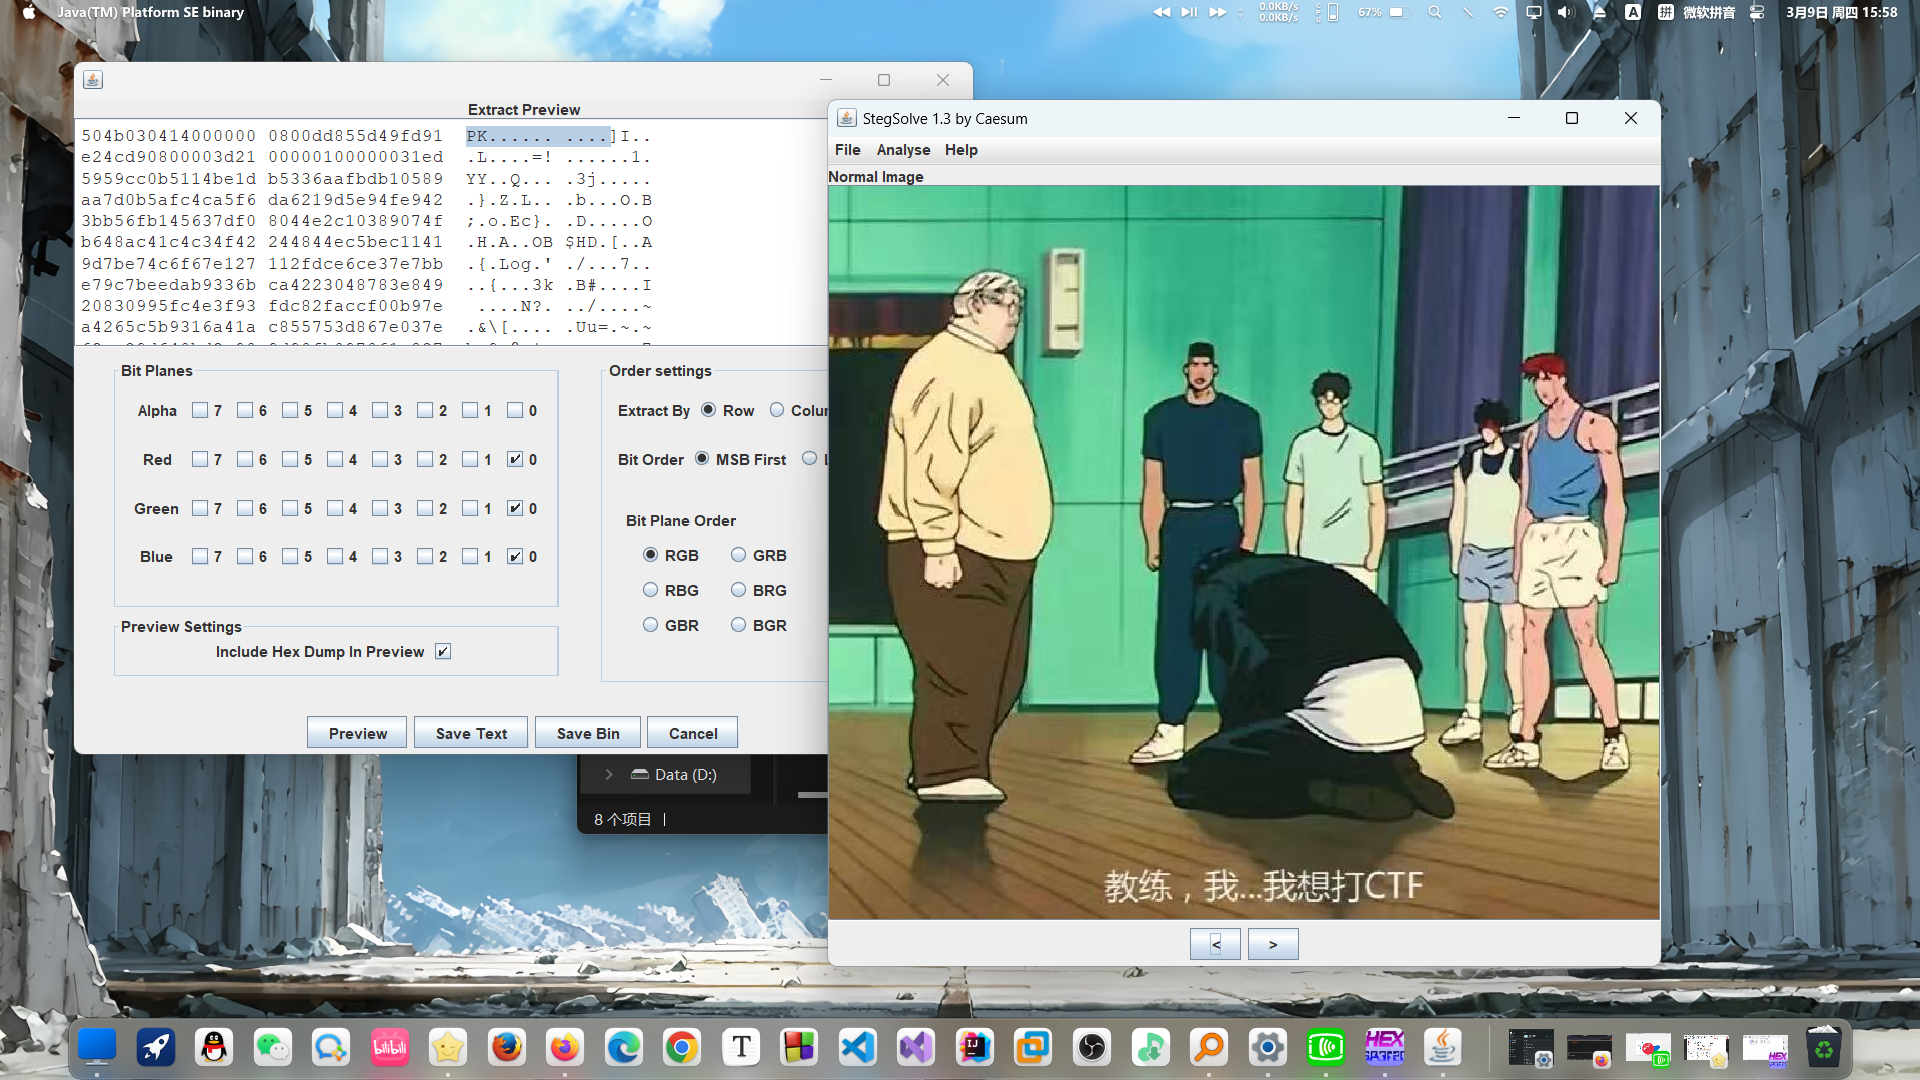 Java(TM) Platform SE binary
0.0KB/s
0.0KB/s
CPU
67%
A
拼
微软拼音
3月9日 周四 15:58
Extract Preview
504b030414000000 0800dd855d49fd91 PK...... ....]I..
e24cd90800003d21 00000100000031ed .L....=! ......1.
5959cc0b5114be1d b5336aafbdb10589 YY..Q... .3j.....
aa7d0b5afc4ca5f6 da6219d5e94fe942 .}.Z.L.. .b...O.B
3bb56fb145637df0 8044e2c10389074f ;.o.Ec}. .D.....O
b648ac41c4c34f42 244844ec5bec1141 .H.A..OB $HD.[..A
9d7be74c6f67e127 112fdce6ce37e7bb .{.Log.' ./...7..
e79c7beedab9336b ca4223048783e849 ..{...3k .B#....I
20830995fc4e3f93 fdc82faccf00b97e ....N?. ../....~
a4265c5b9316a41a c855753d867e037e .&\[.... .Uu=.~.~
Bit Planes
Alpha 7 6 5 4 3 2 1 0
Red 7 6 5 4 3 2 1 0
Green 7 6 5 4 3 2 1 0
Blue 7 6 5 4 3 2 1 0
Preview Settings
Include Hex Dump In Preview
Order settings
Extract By Row Colu
Bit Order MSB First L
Bit Plane Order
RGB GRB
RBG BRG
GBR BGR
Preview
Save Text
Save Bin
Cancel
Data (D:)
8 个项目
StegSolve 1.3 by Caesum
File Analyse Help
Normal Image
教练，我...我想打CTF
<
>
bilibili
T
IJ
HEX